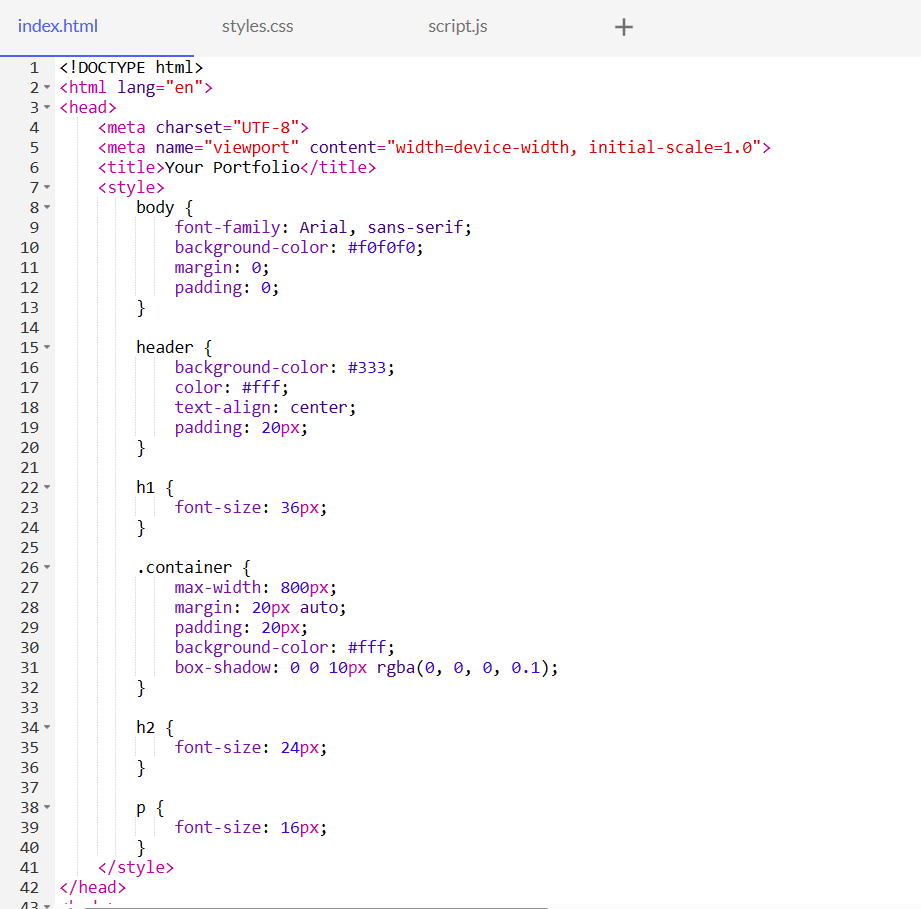 index.html styles.css script.js +
1 <!DOCTYPE html>
2 <html lang="en">
3 <head>
4     <meta charset="UTF-8">
5     <meta name="viewport" content="width=device-width, initial-scale=1.0">
6     <title>Your Portfolio</title>
7     <style>
8         body {
9             font-family: Arial, sans-serif;
10             background-color: #f0f0f0;
11             margin: 0;
12             padding: 0;
13         }
14
15         header {
16             background-color: #333;
17             color: #fff;
18             text-align: center;
19             padding: 20px;
20         }
21
22         h1 {
23             font-size: 36px;
24         }
25
26         .container {
27             max-width: 800px;
28             margin: 20px auto;
29             padding: 20px;
30             background-color: #fff;
31             box-shadow: 0 0 10px rgba(0, 0, 0, 0.1);
32         }
33
34         h2 {
35             font-size: 24px;
36         }
37
38         p {
39             font-size: 16px;
40         }
41     </style>
42 </head>
43